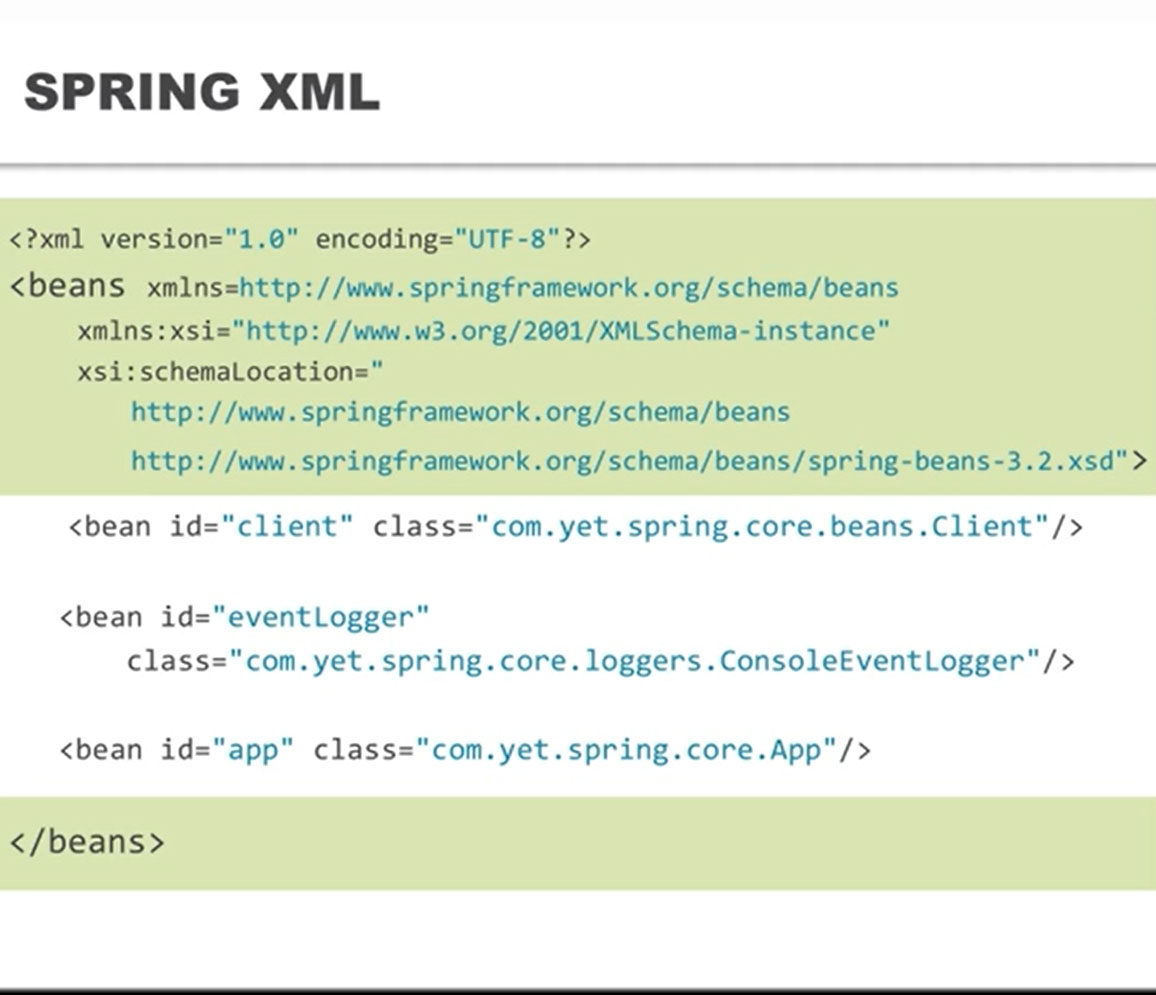 SPRING XML
<?xml version="1.0" encoding="UTF-8"?>
<beans xmlns=http://www.springframework.org/schema/beans
xmlns:xsi="http://www.w3.org/2001/XMLSchema-instance"
xsi:schemaLocation="
http://www.springframework.org/schema/beans
http://www.springframework.org/schema/beans/spring-beans-3.2.xsd">
<bean id="client" class="com.yet.spring.core.beans.Client"/>
<bean id="eventLogger"
class="com.yet.spring.core.loggers.ConsoleEventLogger"/>
<bean id="app" class="com.yet.spring.core.App"/>
</beans>